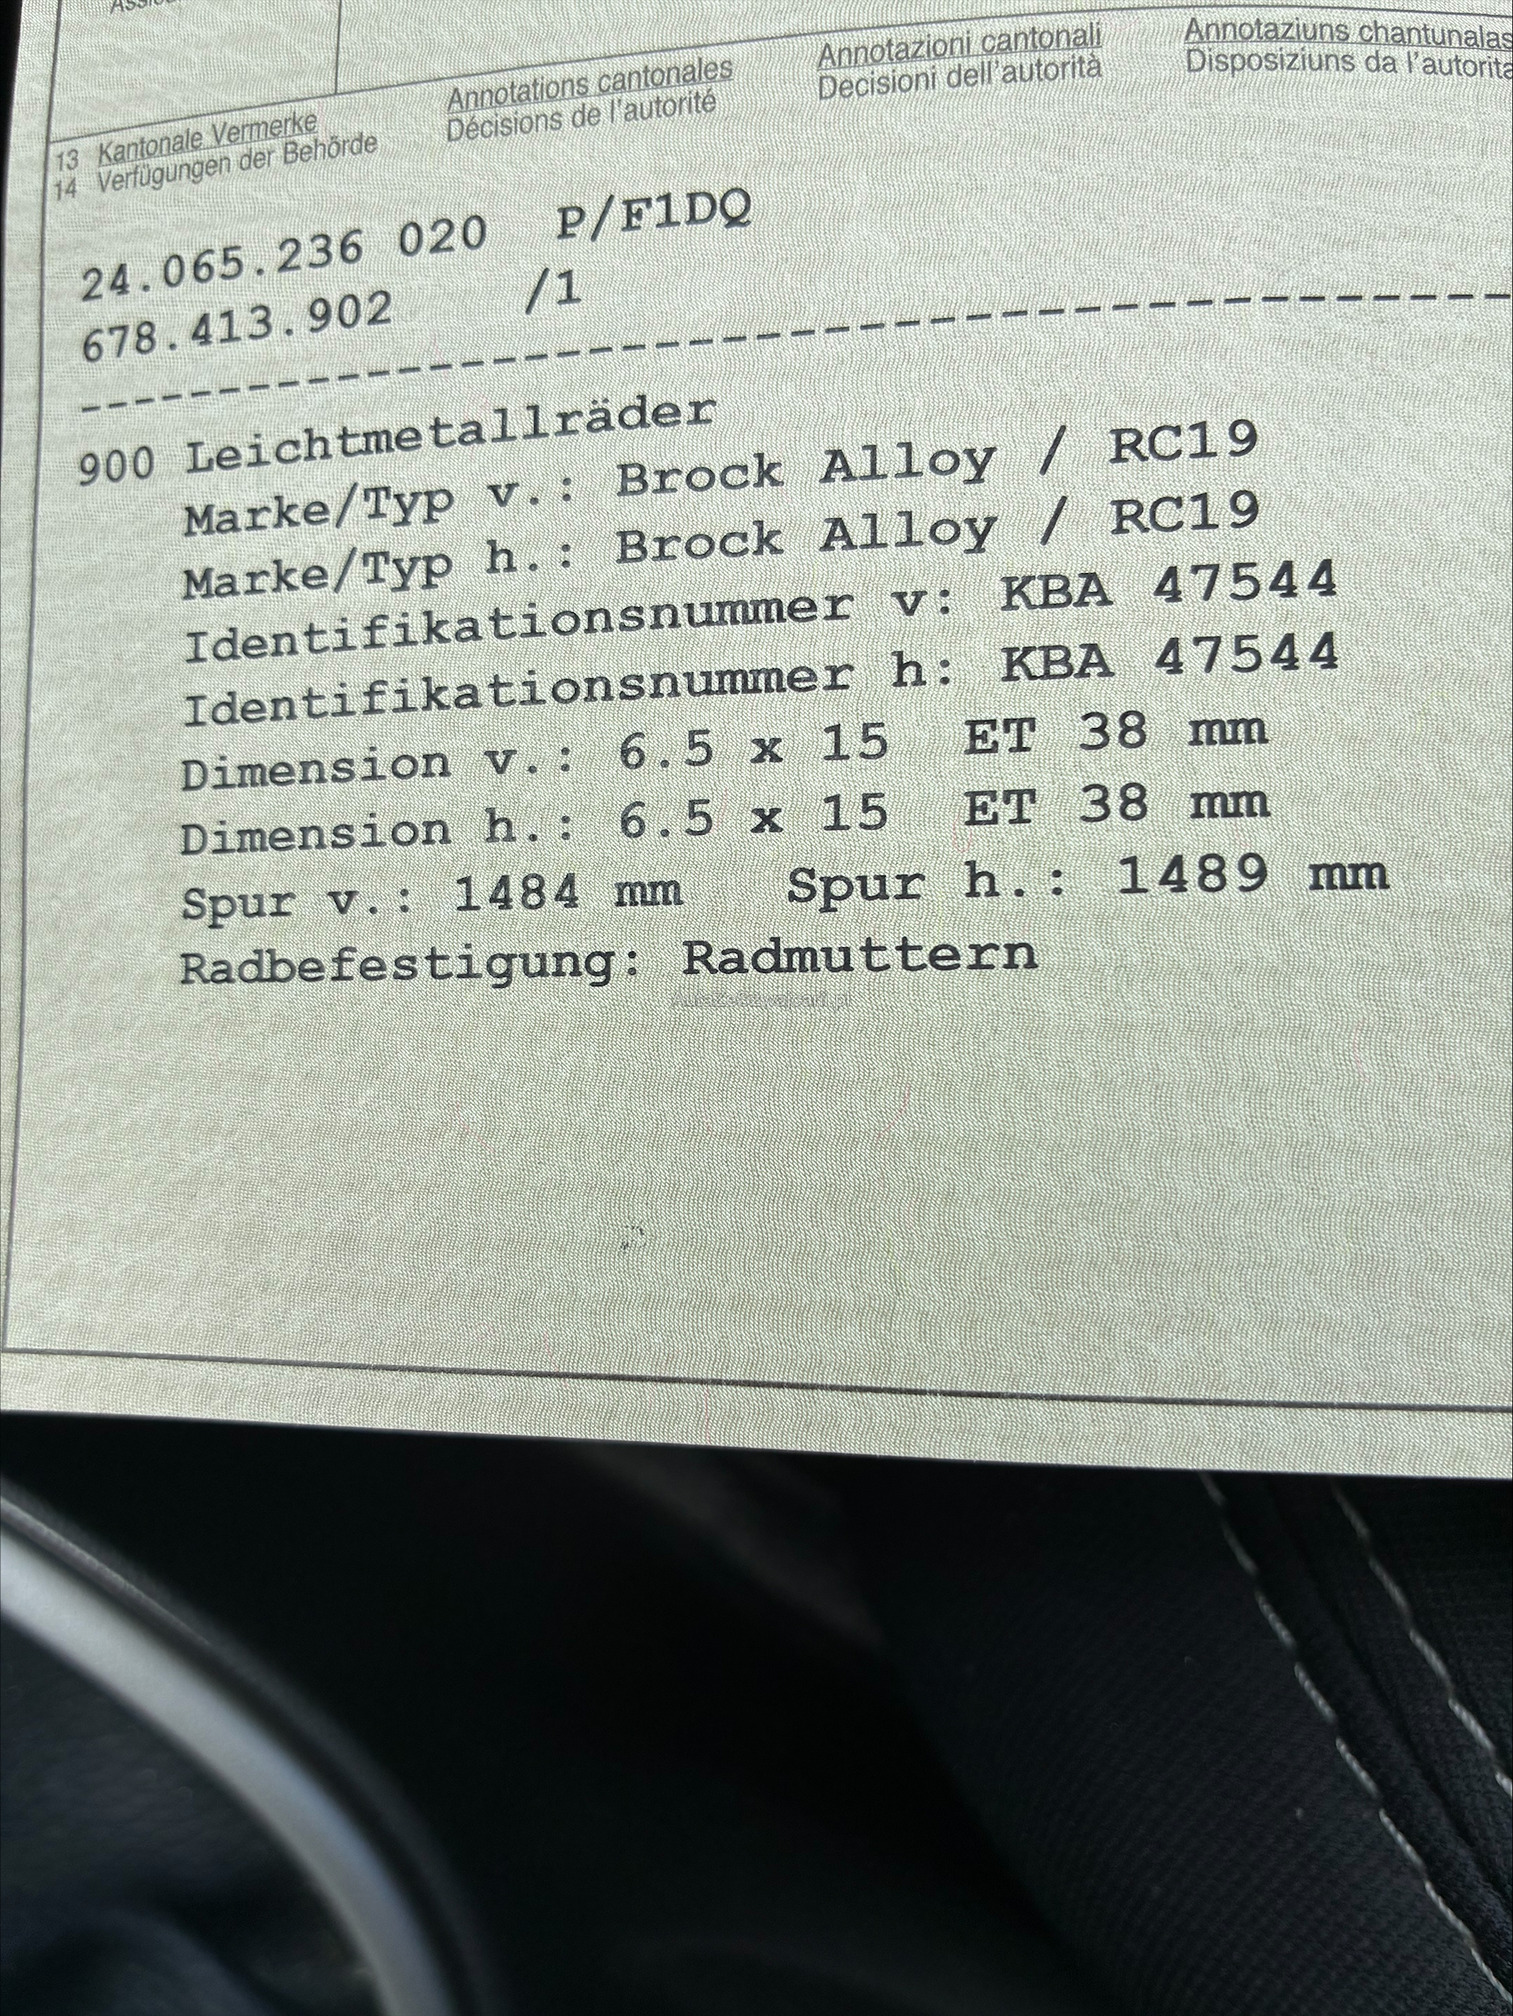 13 Kantonale Vermerke Annotations cantonales Annotazioni cantonali Annotaziuns chantunalas
14 Verfügungen der Behörde Décisions de l'autorité Decisioni dell'autorità Disposiziuns da l'autorità
24.065.236 020 P/F1DQ
678.413.902 /1
------------------------------------
900 Leichtmetallräder
Marke/Typ v.: Brock Alloy / RC19
Marke/Typ h.: Brock Alloy / RC19
Identifikationsnummer v: KBA 47544
Identifikationsnummer h: KBA 47544
Dimension v.: 6.5 x 15 ET 38 mm
Dimension h.: 6.5 x 15 ET 38 mm
Spur v.: 1484 mm Spur h.: 1489 mm
Radbefestigung: Radmuttern